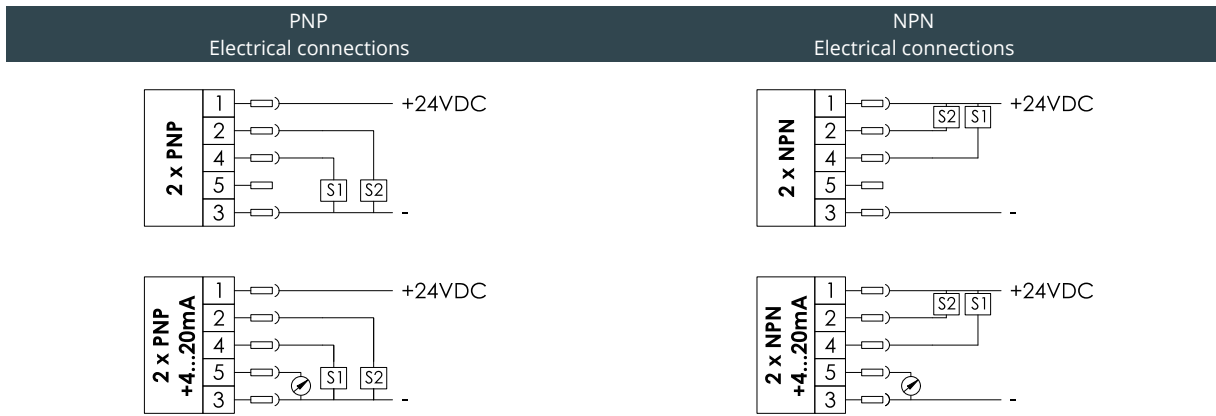 PNP
Electrical connections
NPN
Electrical connections
2 x PNP
1
2
4
5
3
+24VDC
S1
S2
-
2 x NPN
1
2
4
5
3
S2
S1
+24VDC
-
2 x PNP
+4...20mA
1
2
4
5
3
+24VDC
S1
S2
-
2 x NPN
+4...20mA
1
2
4
5
3
S2
S1
+24VDC
-